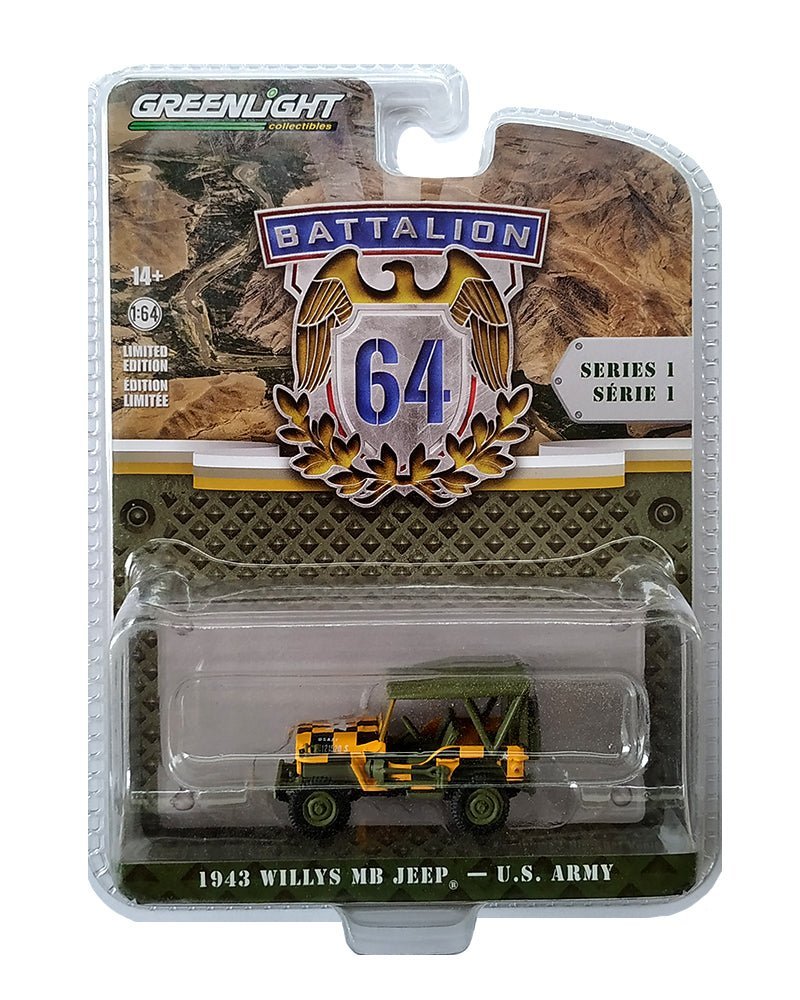 GREENLIGHT
collectibles
BATTALION
64
14+
1:64
LIMITED
EDITION
ÉDITION
LIMITÉE
SERIES 1
SÉRIE 1
1943 WILLYS MB JEEP® — U.S. ARMY